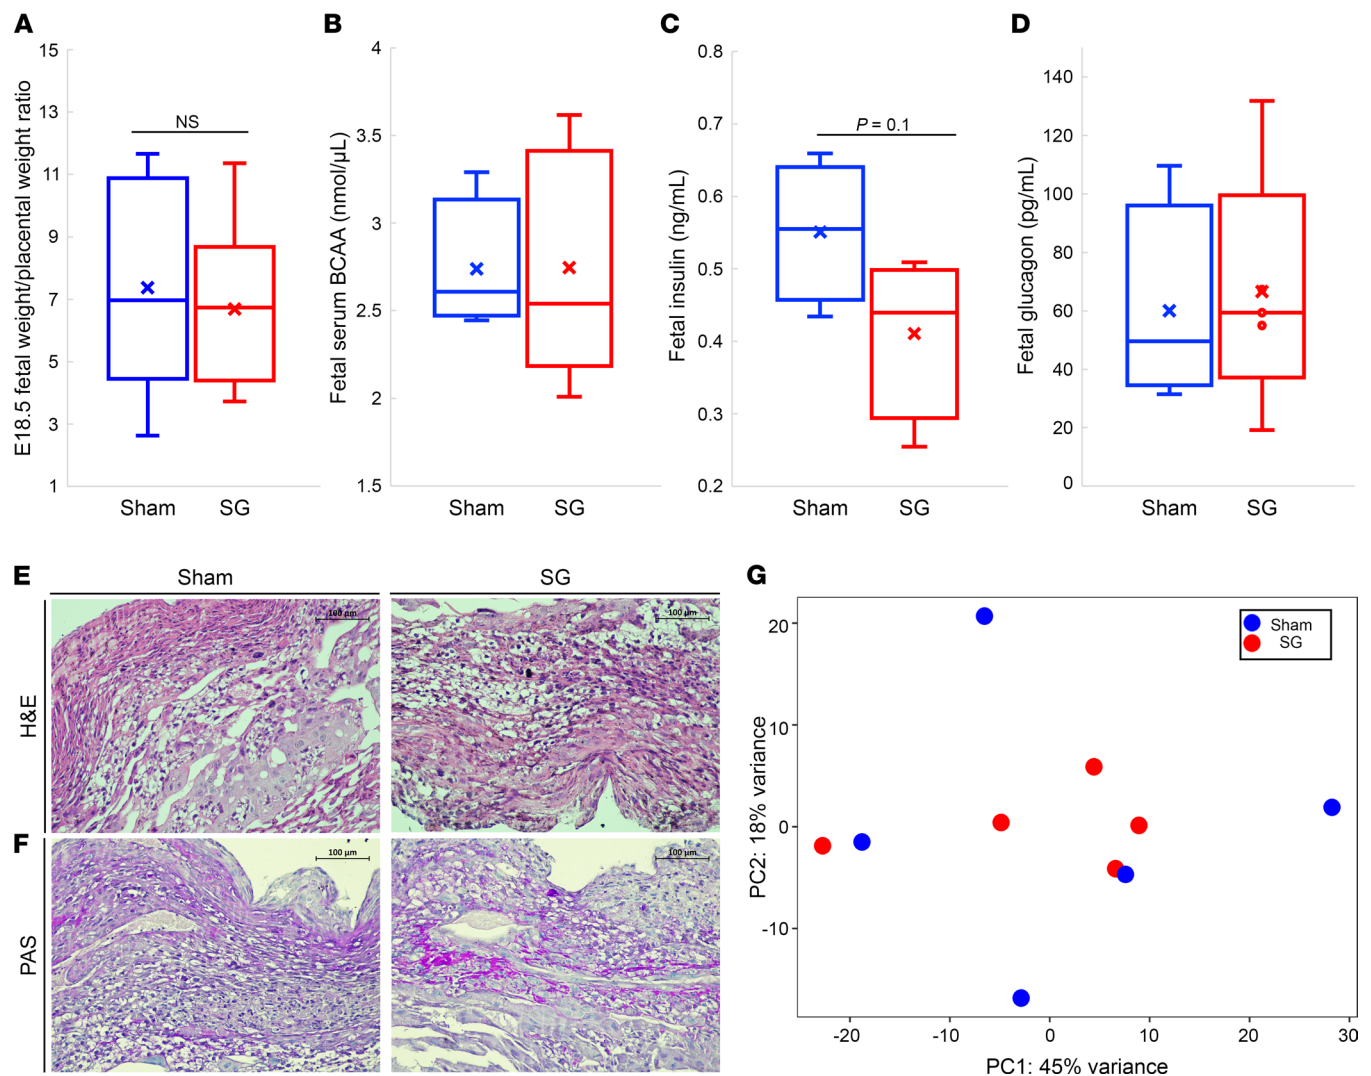 A
E18.5 fetal weight/placental weight ratio
15
13
11
9
7
5
3
1
NS
Sham
SG
B
Fetal serum BCAA (nmol/μL)
4
3.5
3
2.5
2
1.5
Sham
SG
C
Fetal insulin (ng/mL)
0.8
0.7
0.6
0.5
0.4
0.3
0.2
P = 0.1
Sham
SG
D
Fetal glucagon (pg/mL)
140
120
100
80
60
40
20
0
Sham
SG
E
Sham
SG
H&E
100 μm
100 μm
F
PAS
100 μm
100 μm
G
PC2: 18% variance
20
10
0
-10
Sham
SG
-20
-10
0
10
20
30
PC1: 45% variance